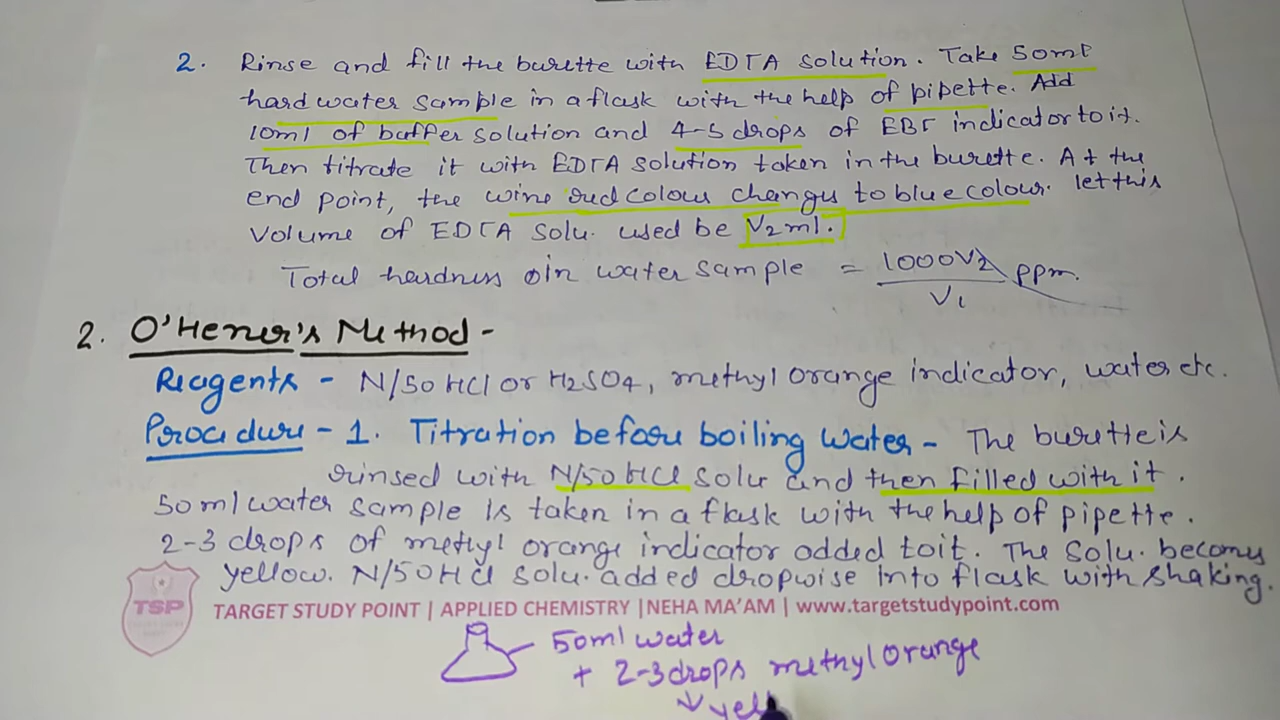 2. Rinse and fill the burette with EDTA solution. Take 50ml
hard water sample in a flask with the help of pipette. Add
10ml of buffer solution and 4-5 drops of EBT indicator to it.
Then titrate it with EDTA solution taken in the burette. At the
end point, the wine red colour changes to blue colour. let this
volume of EDTA solu. used be V2ml.
Total hardness in water sample = 1000V2/V1 ppm.
2. O'Hener's Method -
Reagents - N/50 HCl or H2SO4, methyl orange indicator, water etc.
Procedure - 1. Titration before boiling water - The burette is
rinsed with N/50 HCl solu and then filled with it.
50ml water sample is taken in a flask with the help of pipette.
2-3 drops of methyl orange indicator added to it. The solu. becomes
yellow. N/50 HCl solu. added dropwise into flask with shaking.
TSP
TARGET STUDY POINT | APPLIED CHEMISTRY |NEHA MA'AM | www.targetstudypoint.com
50ml water
+ 2-3 drops methyl orange
↓ yell